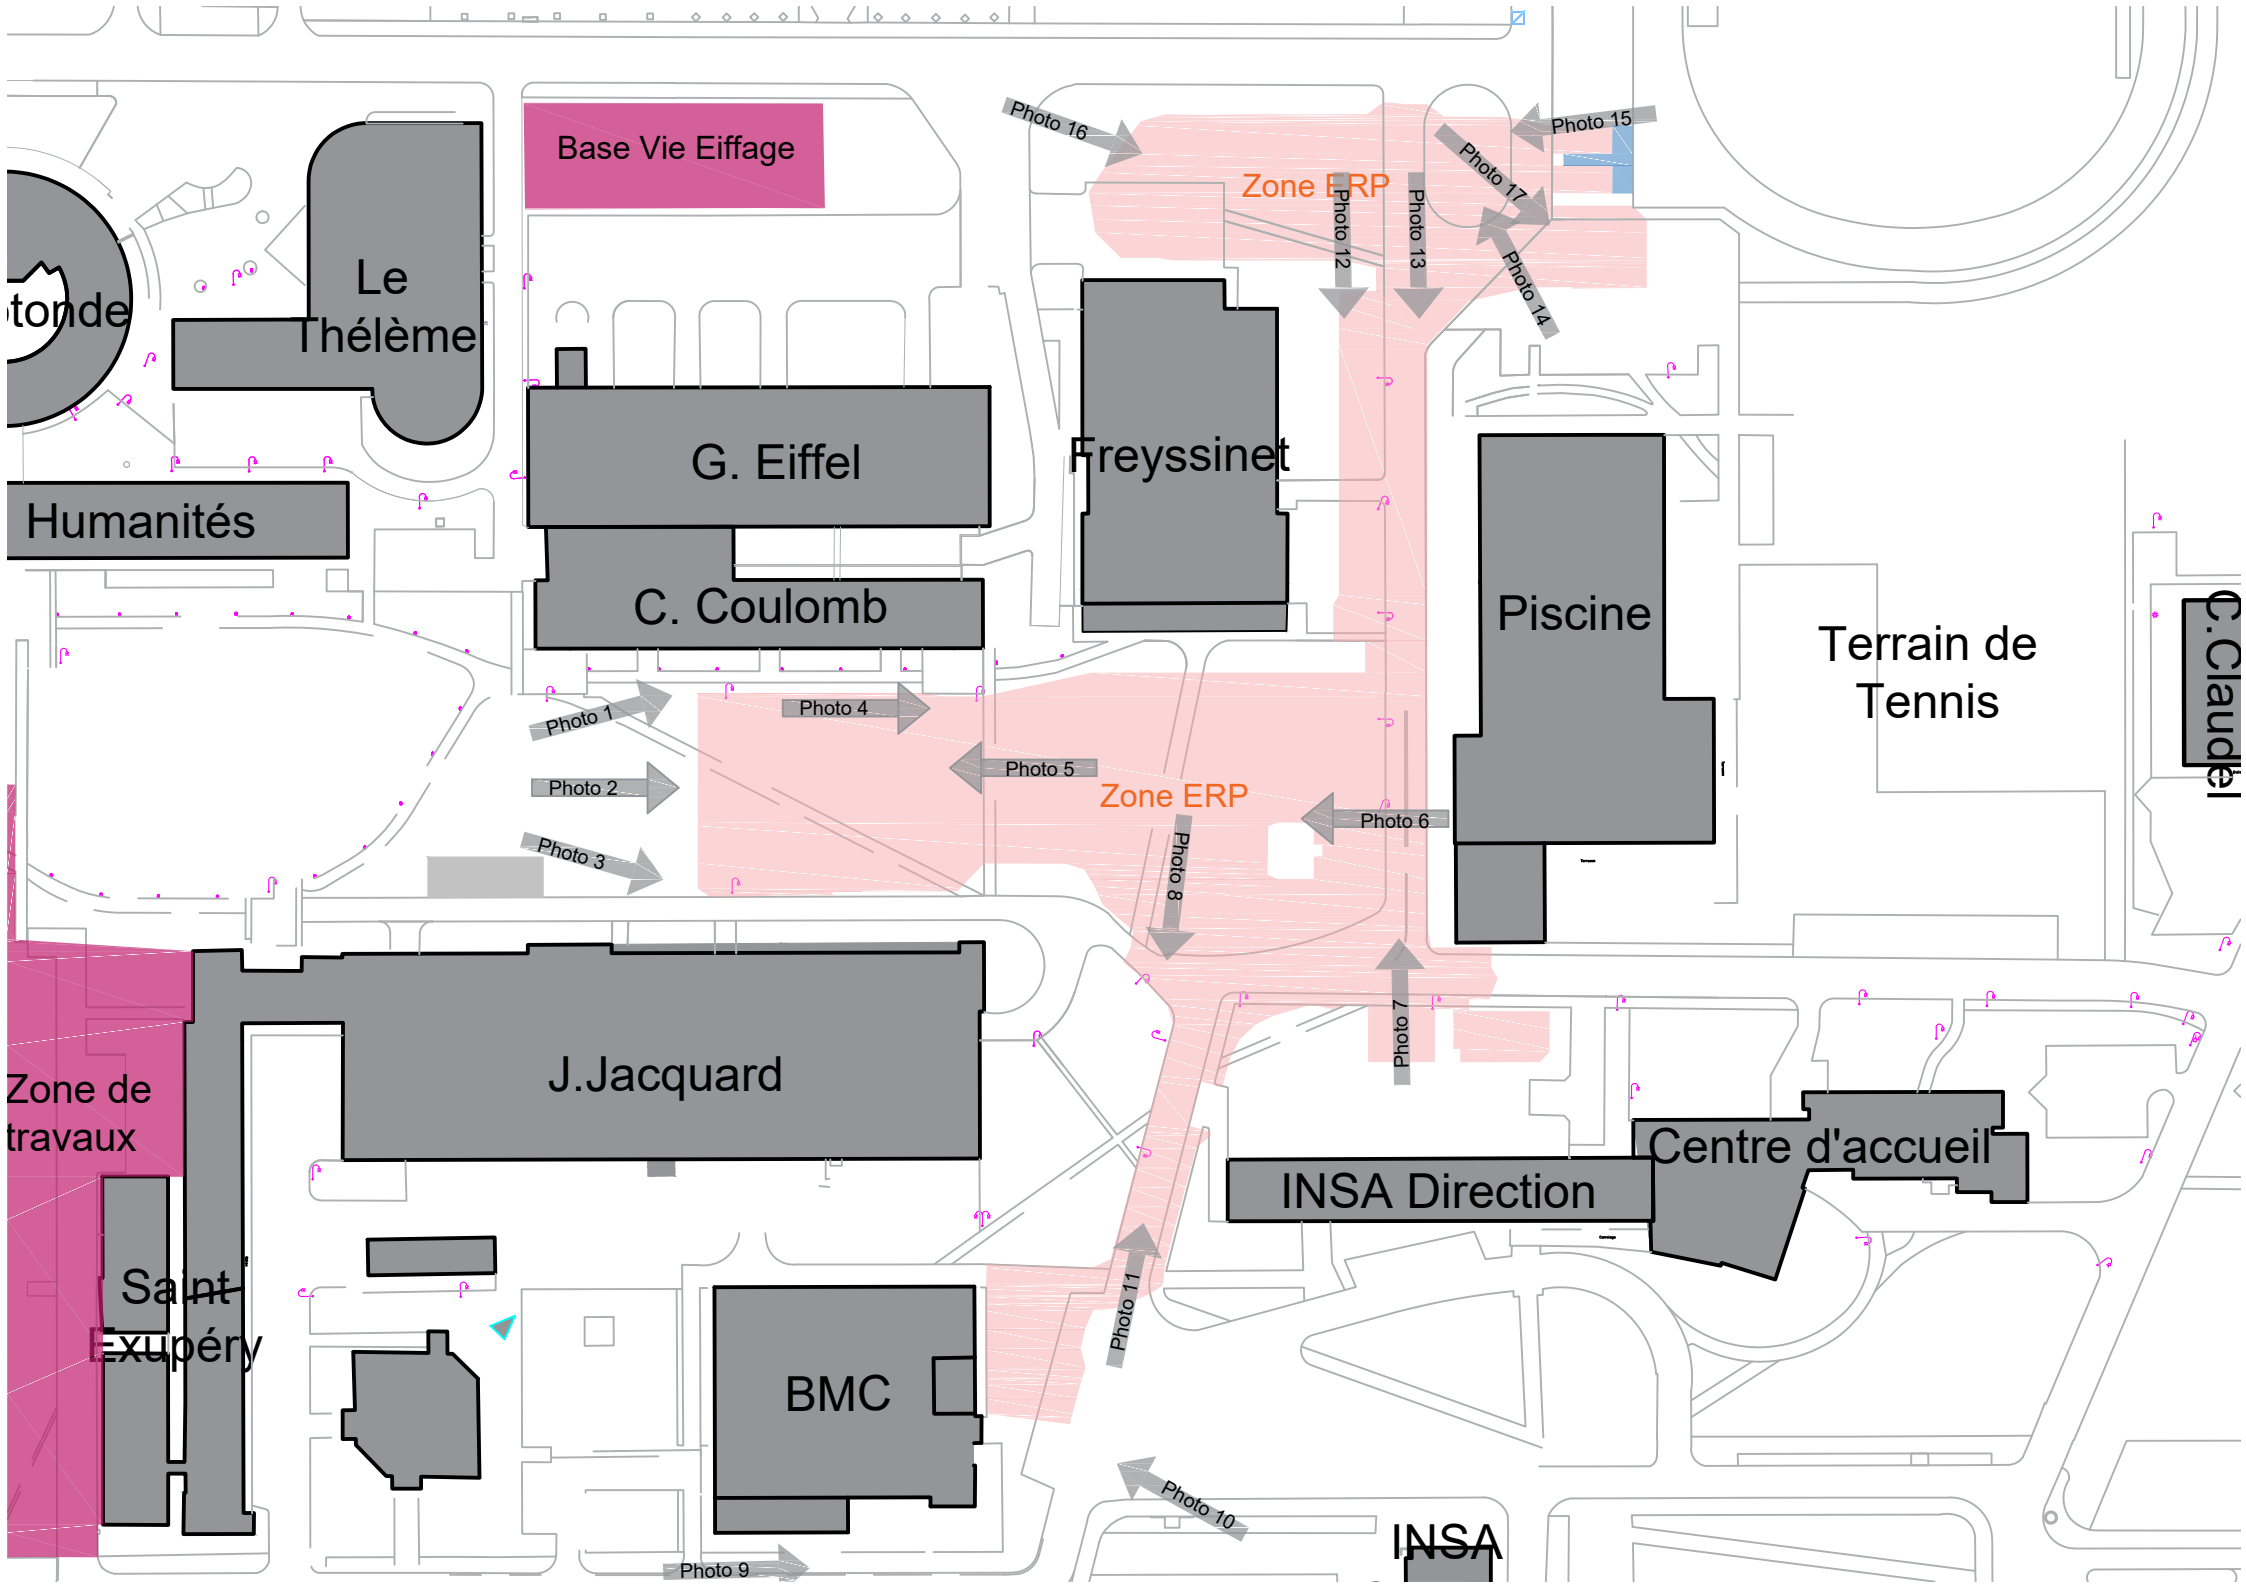 Photo 16
Photo 15
Base Vie Eiffage
Photo 17
Zone ERP
Photo 12
Photo 13
Photo 14
Le
Thélème
tonde
G. Eiffel
Freyssinet
Humanités
C. Coulomb
Piscine
Terrain de
Tennis
C.Claudel
Photo 1
Photo 4
Photo 5
Photo 2
Zone ERP
Photo 6
Photo 3
Photo 8
Photo 7
J.Jacquard
Zone de
travaux
Centre d'accueil
INSA Direction
Saint
Exupéry
Photo 11
BMC
Photo 10
INSA
Photo 9